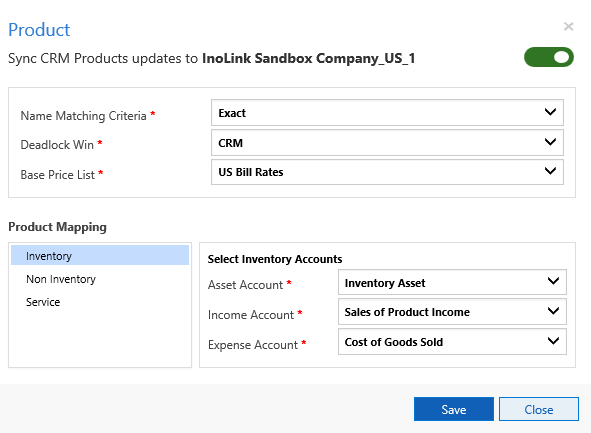 Product
Sync CRM Products updates to InoLink Sandbox Company_US_1
Name Matching Criteria * Exact
Deadlock Win * CRM
Base Price List * US Bill Rates
Product Mapping
Inventory
Non Inventory
Service
Select Inventory Accounts
Asset Account * Inventory Asset
Income Account * Sales of Product Income
Expense Account * Cost of Goods Sold
Save Close